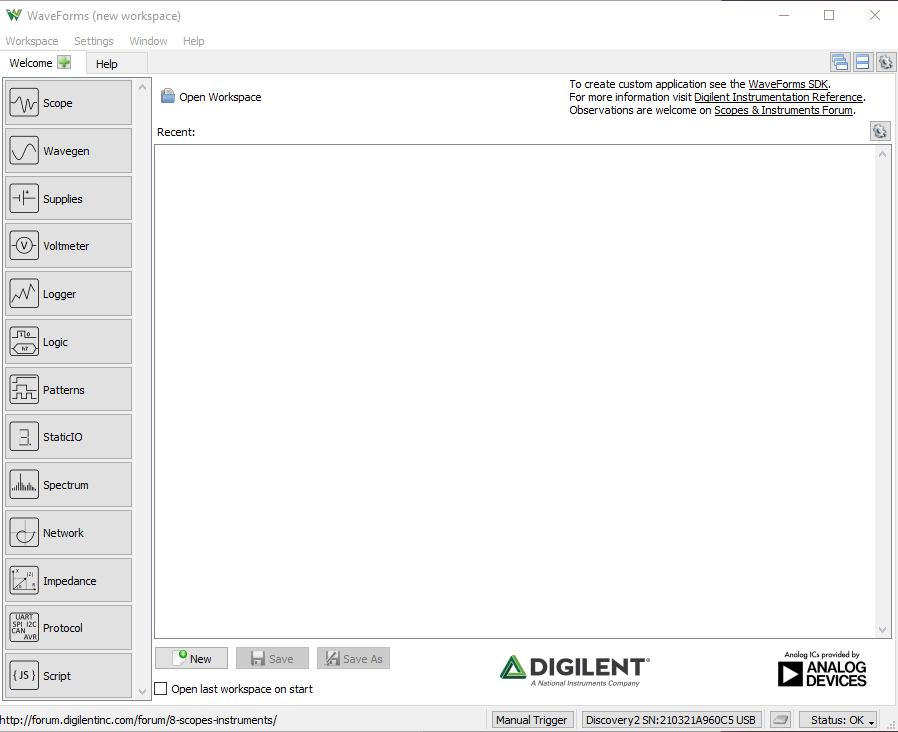 WaveForms (new workspace)
Workspace Settings Window Help
Welcome Help
Scope
Wavegen
Supplies
Voltmeter
Logger
Logic
Patterns
StaticIO
Spectrum
Network
Impedance
UART
SPI I2C
CAN
AVR
Protocol
{JS} Script
Open Workspace
To create custom application see the WaveForms SDK.
For more information visit Digilent Instrumentation Reference.
Observations are welcome on Scopes & Instruments Forum.
Recent:
New Save Save As
Open last workspace on start
DIGILENT
A National Instruments Company
Analog ICs provided by
ANALOG
DEVICES
http://forum.digilentinc.com/forum/8-scopes-instruments/
Manual Trigger Discovery2 SN:210321A960C5 USB Status: OK